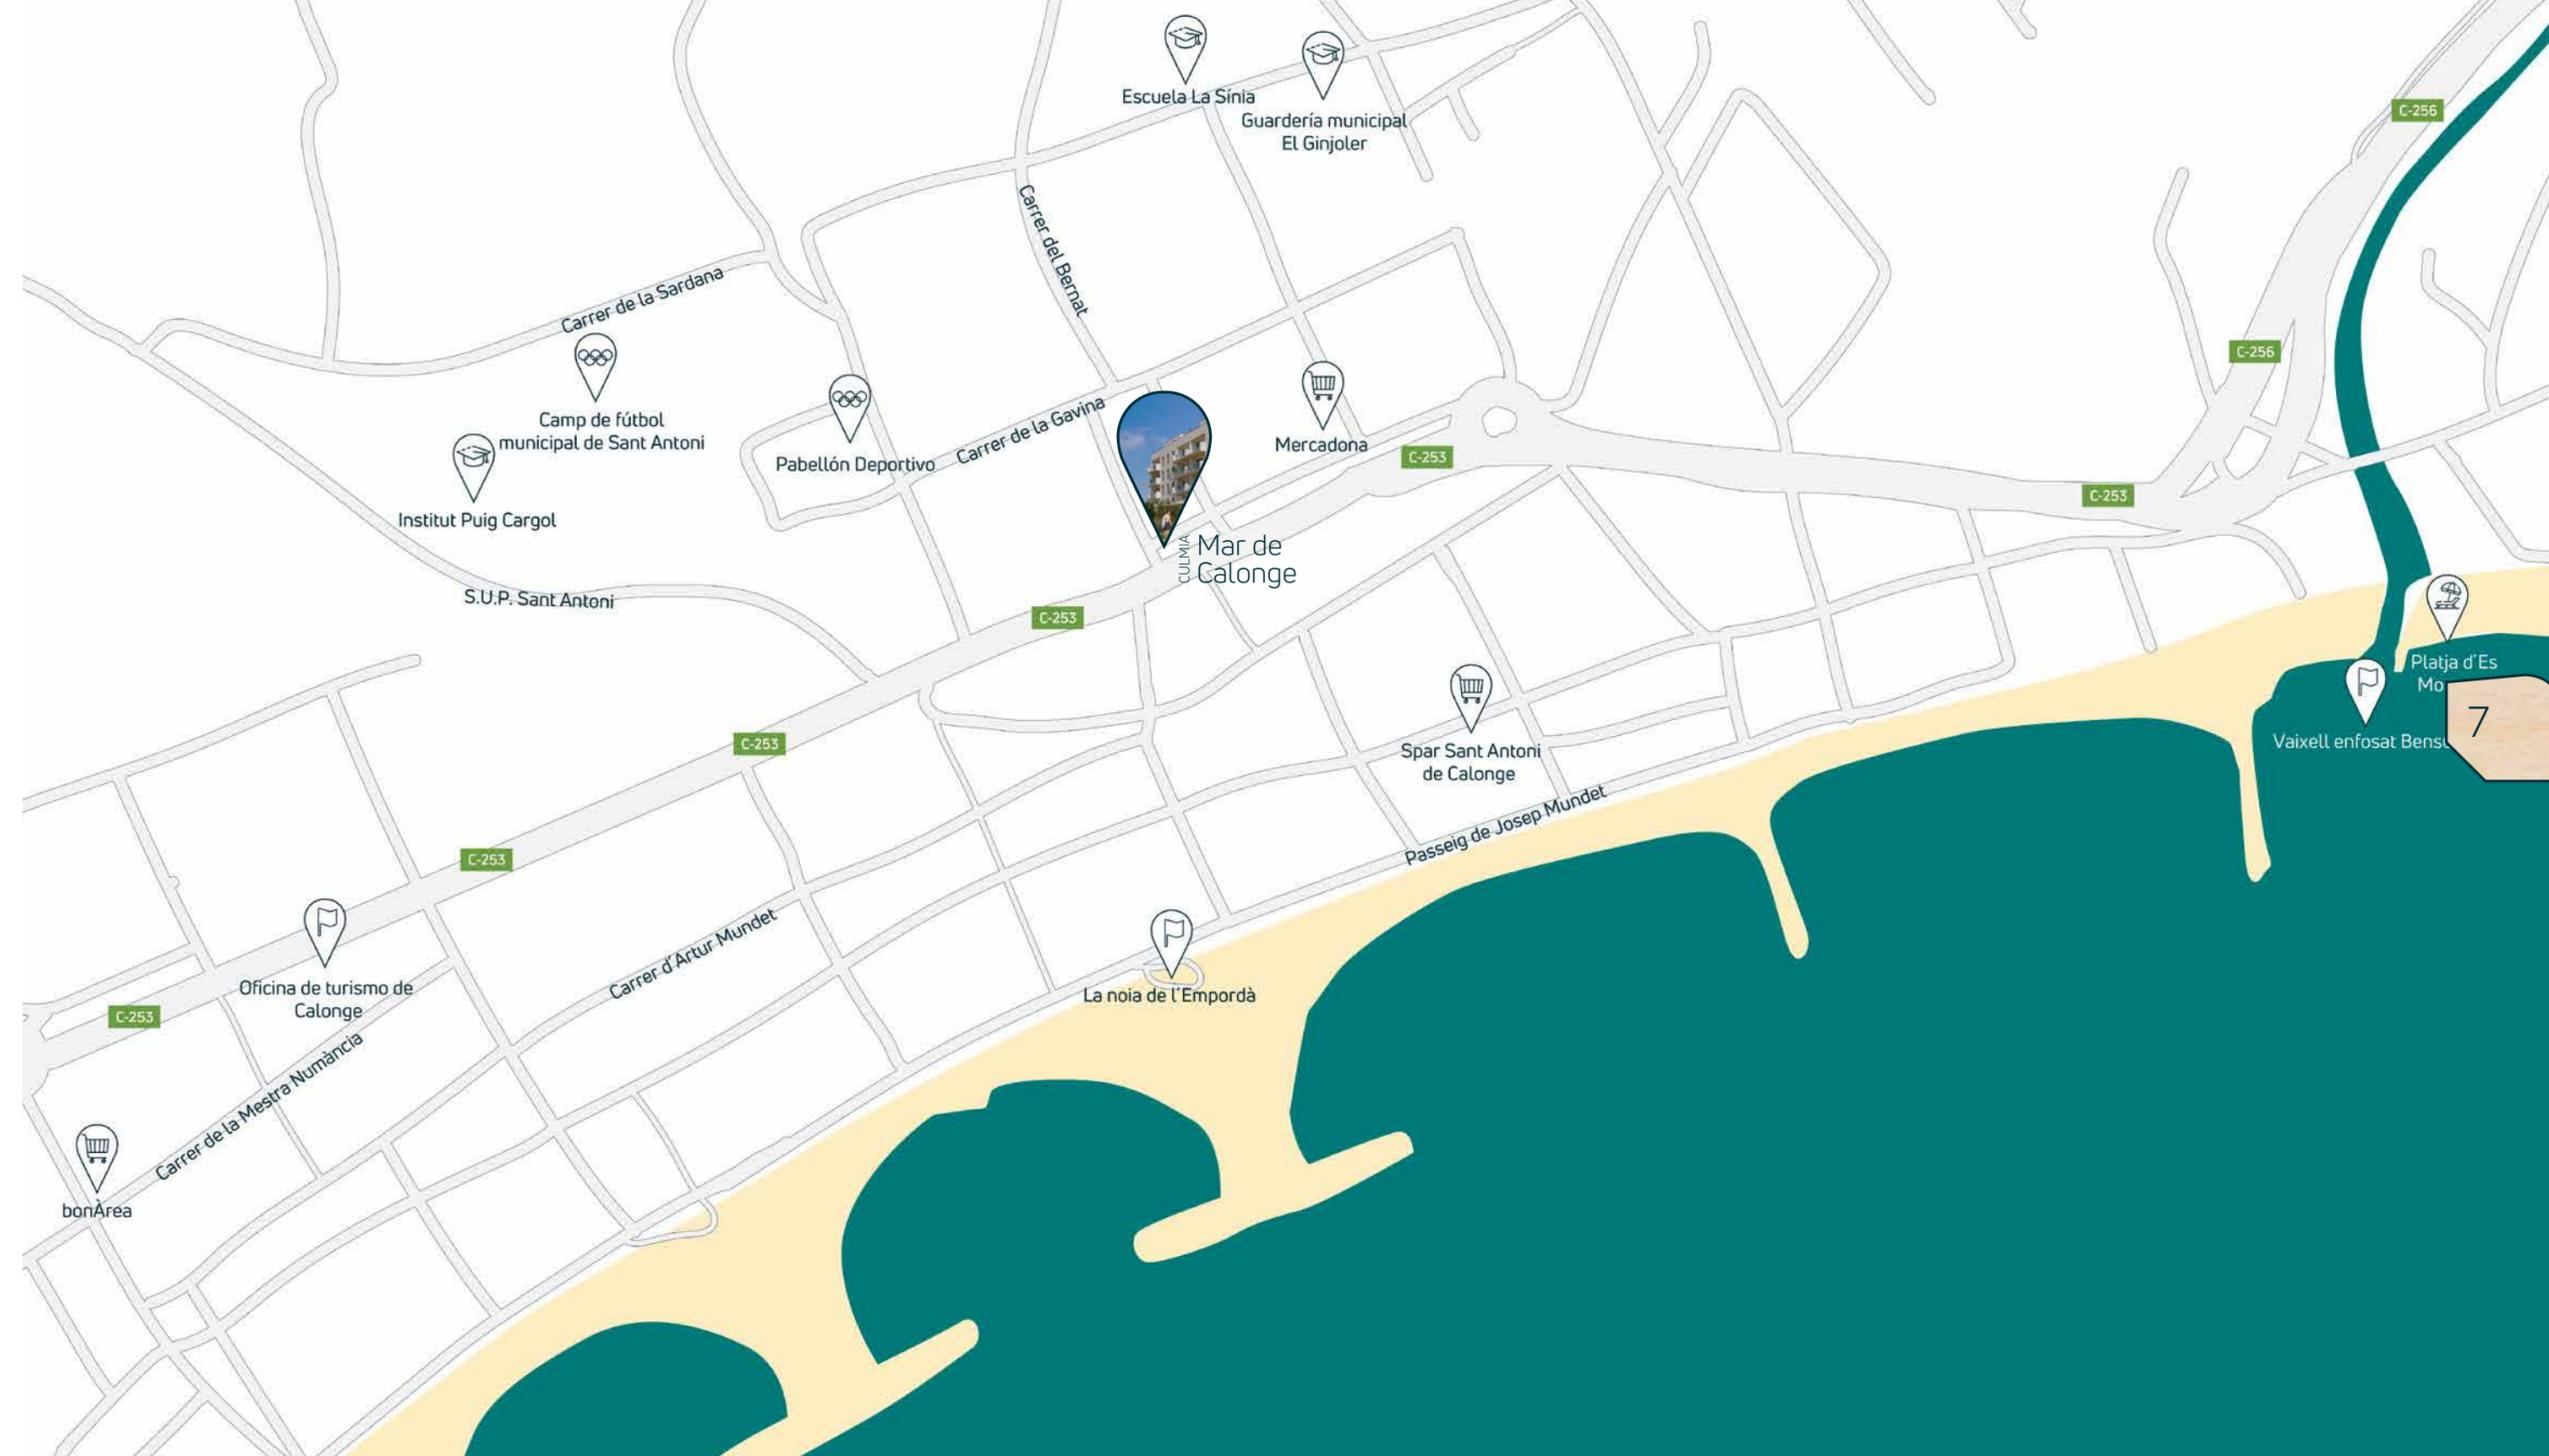 Escuela La Sínia
Guardería municipal
El Ginjoler
C-256
Carrer del Bernat
Carrer de la Sardana
C-256
Camp de fútbol
municipal de Sant Antoni
Carrer de la Gavina
Pabellón Deportivo
Mercadona
C-253
C-253
Institut Puig Cargol
CULMIA
Mar de
Calonge
S.U.P. Sant Antoni
C-253
Platja d'Es
Mo
7
Vaixell enfosat Bens
C-253
Spar Sant Antoni
de Calonge
Passeig de Josep Mundet
C-253
Carrer d'Artur Mundet
Oficina de turismo de
Calonge
La noia de l'Empordà
C-253
Carrer de la Mestra Numància
bonÀrea